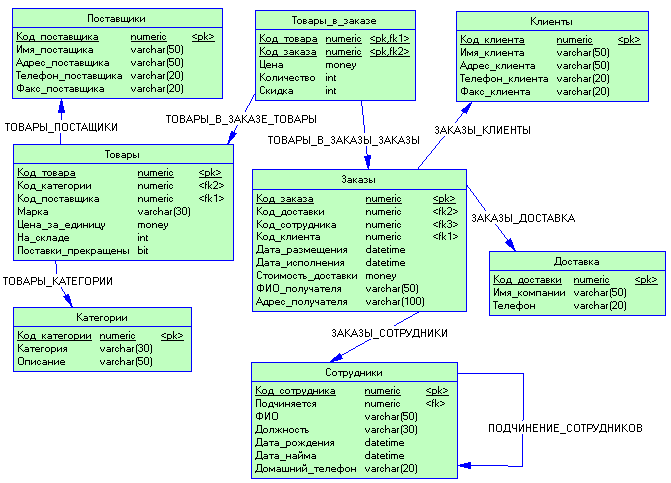 Поставщики
Код_поставщика numeric <pk>
Имя_постащика varchar(50)
Адрес_поставщика varchar(50)
Телефон_поставщика varchar(20)
Факс_поставщика varchar(20)
Товары_в_заказе
Код_товара numeric <pk,fk1>
Код_заказа numeric <pk,fk2>
Цена money
Количество int
Скидка int
Клиенты
Код_клиента numeric <pk>
Имя_клиента varchar(50)
Адрес_клиента varchar(50)
Телефон_клиента varchar(20)
Факс_клиента varchar(20)
ТОВАРЫ_ПОСТАЩИКИ
ТОВАРЫ_В_ЗАКАЗЕ_ТОВАРЫ
ТОВАРЫ_В_ЗАКАЗЫ_ЗАКАЗЫ
ЗАКАЗЫ_КЛИЕНТЫ
Товары
Код_товара numeric <pk>
Код_категории numeric <fk2>
Код_поставщика numeric <fk1>
Марка varchar(30)
Цена_за_единицу money
На_складе int
Поставки_прекращены bit
Заказы
Код_заказа numeric <pk>
Код_доставки numeric <fk2>
Код_сотрудника numeric <fk3>
Код_клиента numeric <fk1>
Дата_размещения datetime
Дата_исполнения datetime
Стоимость_доставки money
ФИО_получателя varchar(50)
Адрес_получателя varchar(100)
ЗАКАЗЫ_ДОСТАВКА
Доставка
Код_доставки numeric <pk>
Имя_компании varchar(50)
Телефон varchar(20)
ТОВАРЫ_КАТЕГОРИИ
Категории
Код_категории numeric <pk>
Категория varchar(30)
Описание varchar(50)
ЗАКАЗЫ_СОТРУДНИКИ
Сотрудники
Код_сотрудника numeric <pk>
Подчиняется numeric <fk>
ФИО varchar(50)
Должность varchar(30)
Дата_рождения datetime
Дата_найма datetime
Домашний_телефон varchar(20)
ПОДЧИНЕНИЕ_СОТРУДНИКОВ